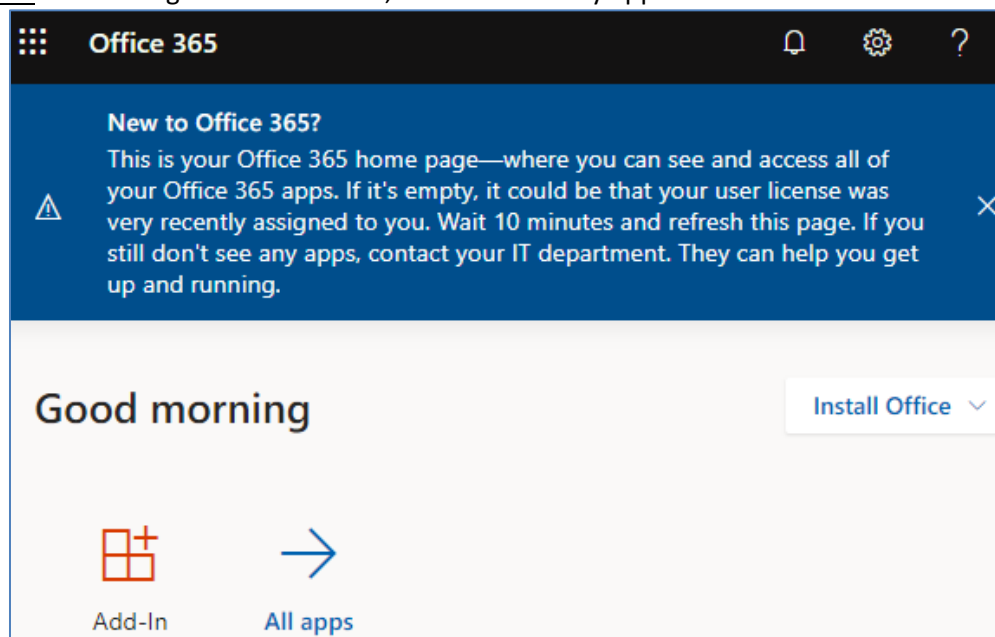 Office 365
New to Office 365?
This is your Office 365 home page—where you can see and access all of
your Office 365 apps. If it's empty, it could be that your user license was
very recently assigned to you. Wait 10 minutes and refresh this page. If you
still don't see any apps, contact your IT department. They can help you get
up and running.
Good morning
Install Office
Add-In
All apps